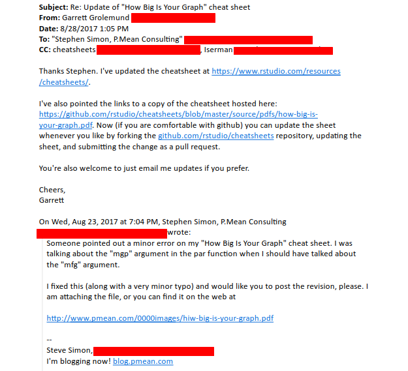 Subject: Re: Update of "How Big Is Your Graph" cheat sheet
From: Garrett Grolemund
Date: 8/28/2017 1:05 PM
To: "Stephen Simon, P.Mean Consulting"
CC: cheatsheets , Iserman
Thanks Stephen. I've updated the cheatsheet at https://www.rstudio.com/resources
/cheatsheets/.
I've also pointed the links to a copy of the cheatsheet hosted here:
https://github.com/rstudio/cheatsheets/blob/master/source/pdfs/how-big-is-
your-graph.pdf. Now (if you are comfortable with github) you can update the sheet
whenever you like by forking the github.com/rstudio/cheatsheets repository, updating the
sheet, and submitting the change as a pull request.
You're also welcome to just email me updates if you prefer.
Cheers,
Garrett
On Wed, Aug 23, 2017 at 7:04 PM, Stephen Simon, P.Mean Consulting
wrote:
Someone pointed out a minor error on my "How Big Is Your Graph" cheat sheet. I was
talking about the "mgp" argument in the par function when I should have talked about
the "mfg" argument.
I fixed this (along with a very minor typo) and would like you to post the revision, please. I
am attaching the file, or you can find it on the web at
http://www.pmean.com/0000images/hiw-big-is-your-graph.pdf
--
Steve Simon,
I'm blogging now! blog.pmean.com